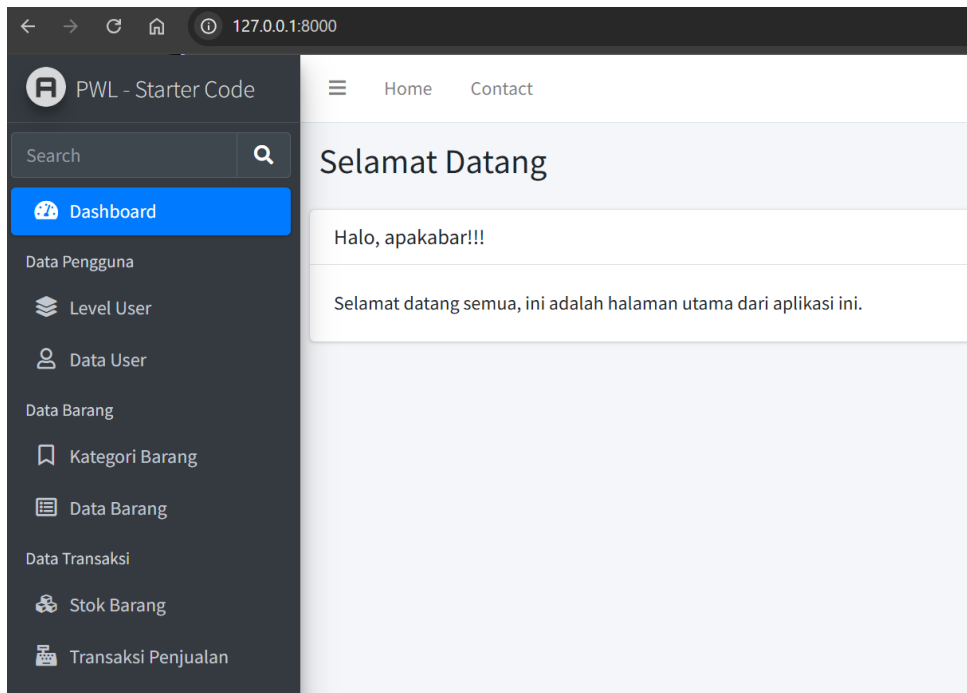 127.0.0.1:8000
PWL - Starter Code
Home Contact
Search
Selamat Datang
Dashboard
Halo, apakabar!!!
Data Pengguna
Level User
Selamat datang semua, ini adalah halaman utama dari aplikasi ini.
Data User
Data Barang
Kategori Barang
Data Barang
Data Transaksi
Stok Barang
Transaksi Penjualan